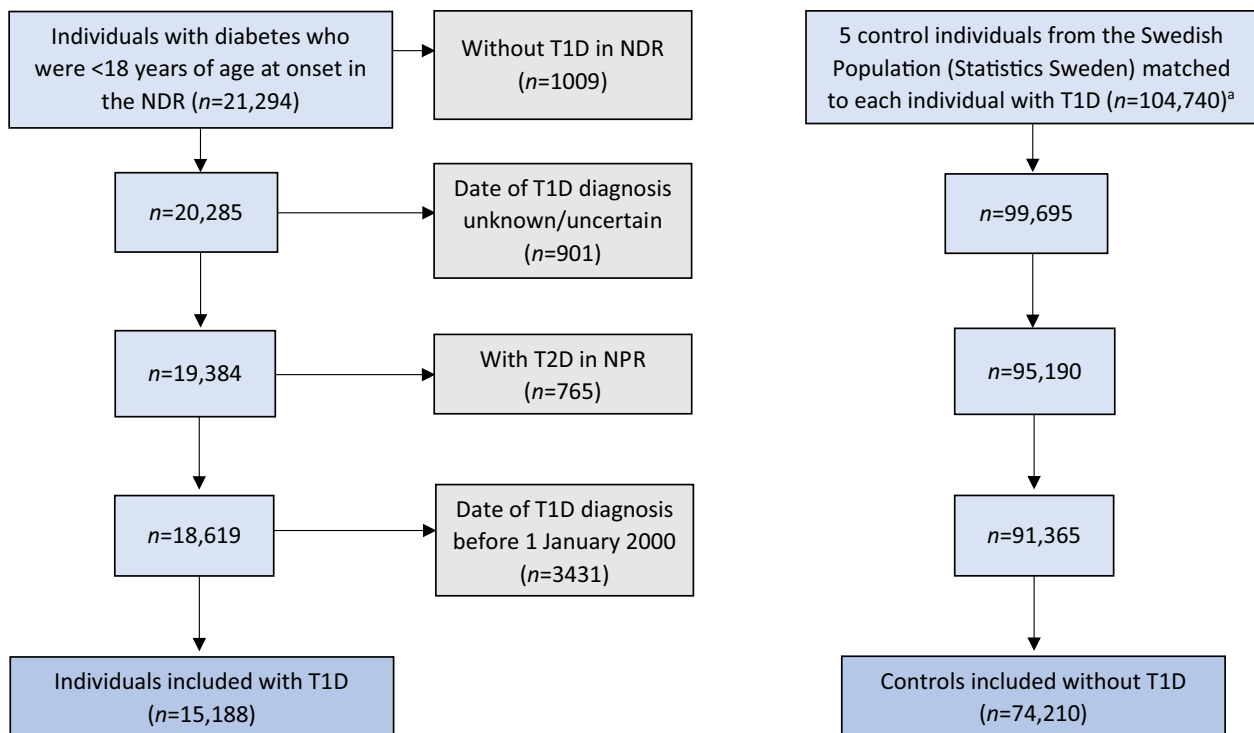 Individuals with diabetes who
were <18 years of age at onset in
the NDR (n=21,294)
Without T1D in NDR
(n=1009)
n=20,285
Date of T1D diagnosis
unknown/uncertain
(n=901)
n=19,384
With T2D in NPR
(n=765)
n=18,619
Date of T1D diagnosis
before 1 January 2000
(n=3431)
Individuals included with T1D
(n=15,188)
5 control individuals from the Swedish
Population (Statistics Sweden) matched
to each individual with T1D (n=104,740)ᵃ
n=99,695
n=95,190
n=91,365
Controls included without T1D
(n=74,210)